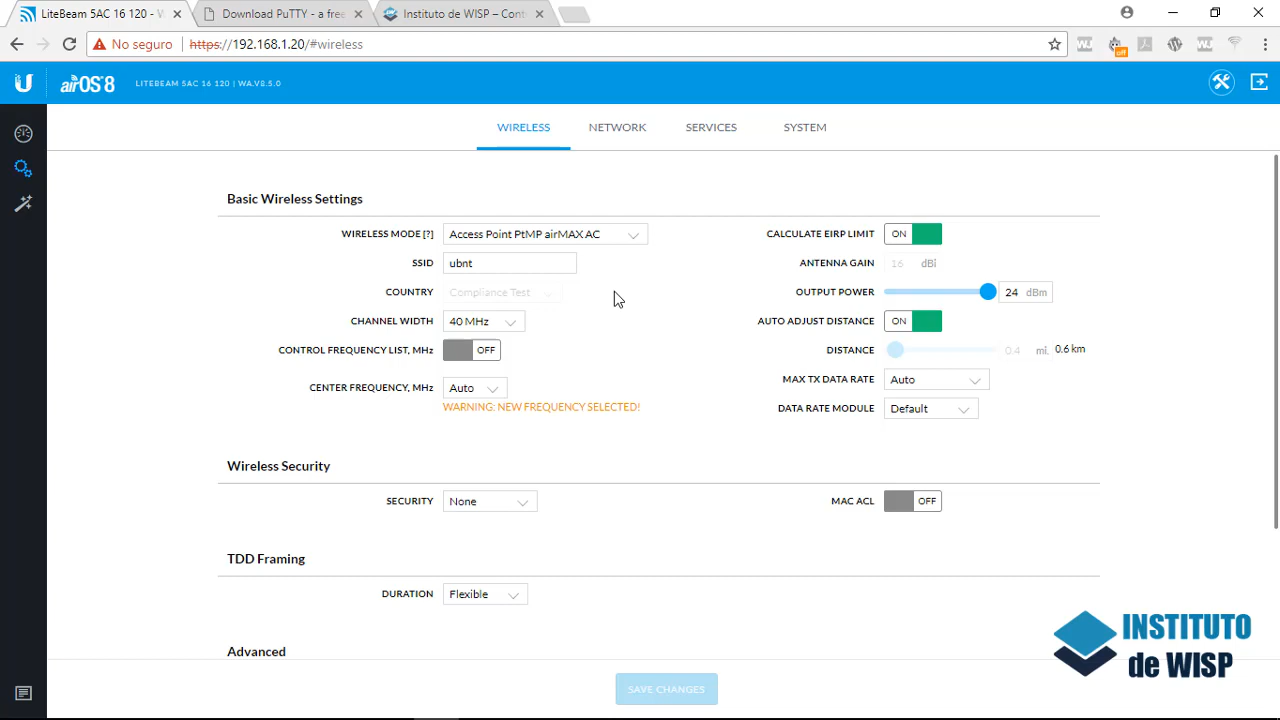 LiteBeam 5AC 16 120 - W
Download PuTTY - a free
Instituto de WISP – Cont
No seguro
https://192.168.1.20/#wireless
WJ
off
WJ
U
airOS 8
LITEBEAM 5AC 16 120 | WA.V8.5.0
WIRELESS
NETWORK
SERVICES
SYSTEM
Basic Wireless Settings
WIRELESS MODE [?]
Access Point PtMP airMAX AC
CALCULATE EIRP LIMIT
ON
SSID
ubnt
ANTENNA GAIN
16
dBi
COUNTRY
Compliance Test
OUTPUT POWER
24
dBm
CHANNEL WIDTH
40 MHz
AUTO ADJUST DISTANCE
ON
CONTROL FREQUENCY LIST, MHz
OFF
DISTANCE
0.4
mi.
0.6 km
CENTER FREQUENCY, MHz
Auto
MAX TX DATA RATE
Auto
WARNING: NEW FREQUENCY SELECTED!
DATA RATE MODULE
Default
Wireless Security
SECURITY
None
MAC ACL
OFF
TDD Framing
DURATION
Flexible
Advanced
SAVE CHANGES
INSTITUTO
de WISP